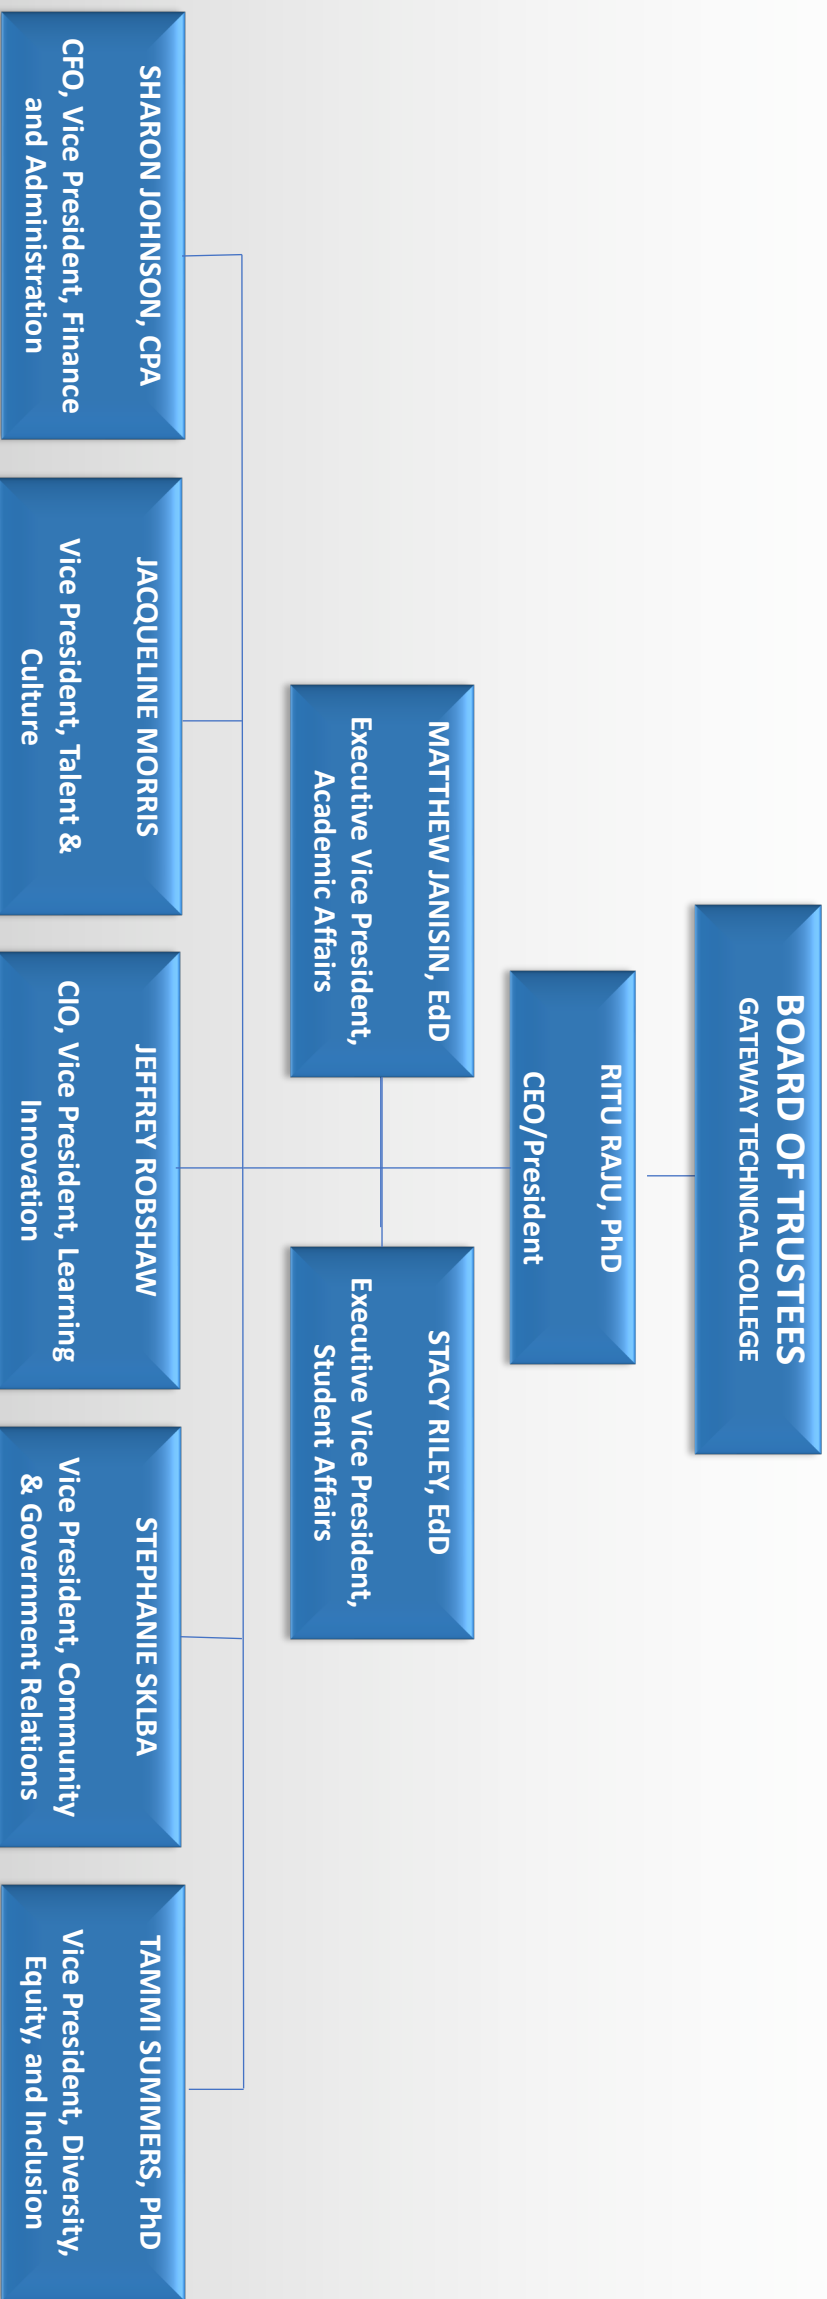 BOARD OF TRUSTEES
GATEWAY TECHNICAL COLLEGE
RITU RAJU, PhD
CEO/President
MATTHEW JANISIN, EdD
Executive Vice President,
Academic Affairs
STACY RILEY, EdD
Executive Vice President,
Student Affairs
SHARON JOHNSON, CPA
CFO, Vice President, Finance
and Administration
JACQUELINE MORRIS
Vice President, Talent &
Culture
JEFFREY ROBSHAW
CIO, Vice President, Learning
Innovation
STEPHANIE SKLBA
Vice President, Community
& Government Relations
TAMMI SUMMERS, PhD
Vice President, Diversity,
Equity, and Inclusion